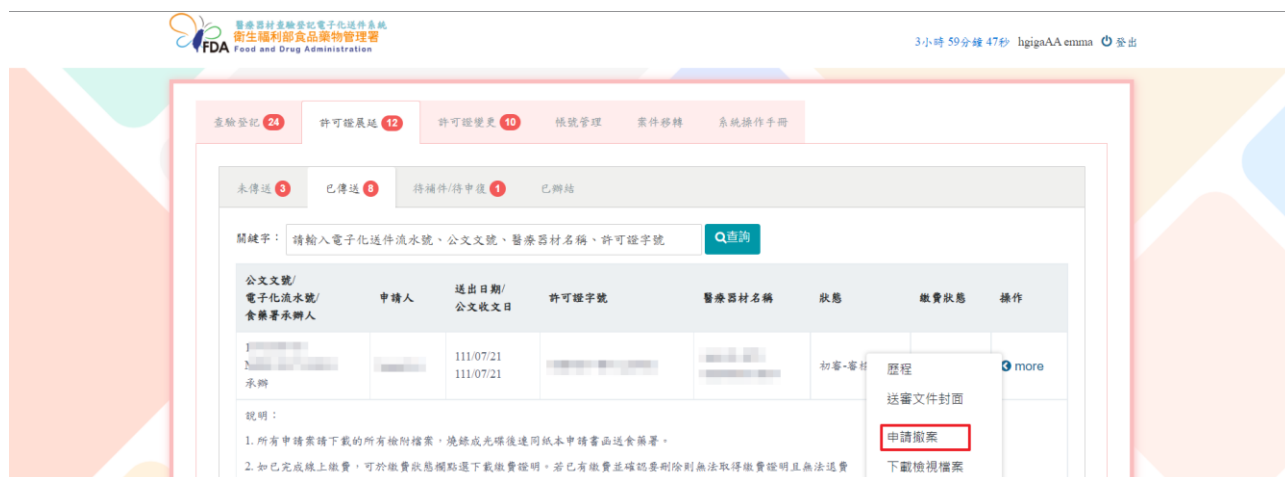 醫療器材查驗登記電子化送件系統
衛生福利部食品藥物管理署
FDA Food and Drug Administration
3小時 59分鐘 47秒 hgigaAA emma 登出
查驗登記 24 許可證展延 12 許可證變更 10 帳號管理 案件移轉 系統操作手冊
未傳送 3 已傳送 8 待補件/待申復 1 已辦結
關鍵字： 請輸入電子化送件流水號、公文文號、醫療器材名稱、許可證字號 查詢
公文文號/
電子化流水號/
食藥署承辦人
申請人
送出日期/
公文收文日
許可證字號
醫療器材名稱
狀態
繳費狀態
操作
承辦
111/07/21
111/07/21
初審-審
more
歷程
送審文件封面
申請撤案
下載檢視檔案
說明：
1. 所有申請案請下載的所有檢附檔案，燒錄成光碟後連同紙本申請書函送食藥署。
2. 如已完成線上繳費，可於繳費狀態欄點選下載繳費證明。若已有繳費並確認要刪除則無法取得繳費證明且無法退費